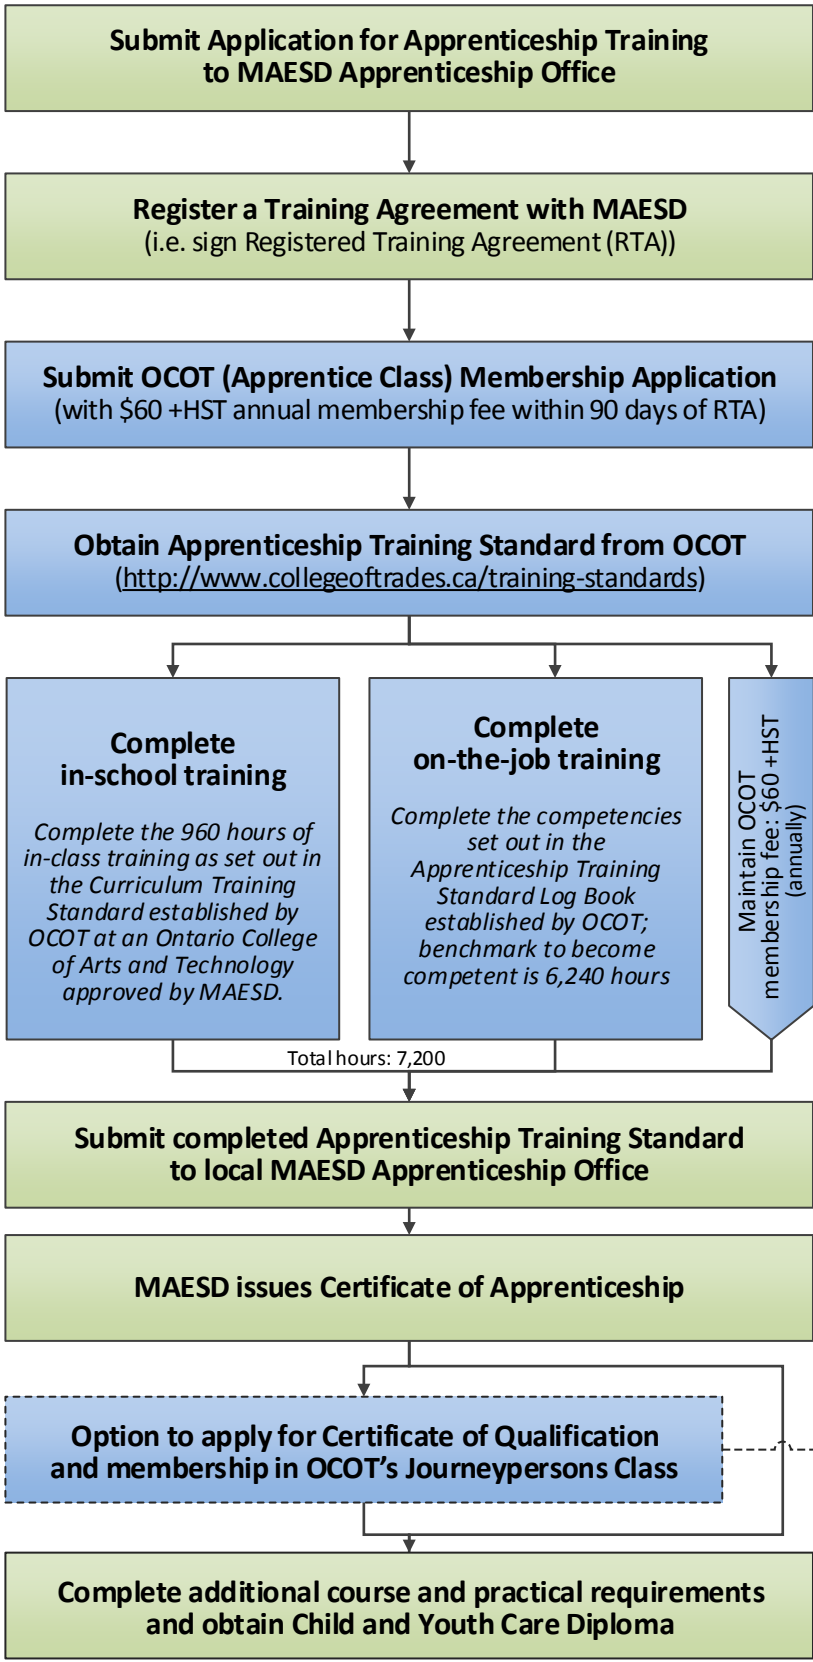 Submit Application for Apprenticeship Training
to MAESD Apprenticeship Office
Register a Training Agreement with MAESD
(i.e. sign Registered Training Agreement (RTA))
Submit OCOT (Apprentice Class) Membership Application
(with $60 +HST annual membership fee within 90 days of RTA)
Obtain Apprenticeship Training Standard from OCOT
(http://www.collegeoftrades.ca/training-standards)
Complete
in-school training
Complete the 960 hours of
in-class training as set out in
the Curriculum Training
Standard established by
OCOT at an Ontario College
of Arts and Technology
approved by MAESD.
Complete
on-the-job training
Complete the competencies
set out in the
Apprenticeship Training
Standard Log Book
established by OCOT;
benchmark to become
competent is 6,240 hours
Maintain OCOT
membership fee: $60 +HST
(annually)
Total hours: 7,200
Submit completed Apprenticeship Training Standard
to local MAESD Apprenticeship Office
MAESD issues Certificate of Apprenticeship
Option to apply for Certificate of Qualification
and membership in OCOT’s Journeypersons Class
Complete additional course and practical requirements
and obtain Child and Youth Care Diploma